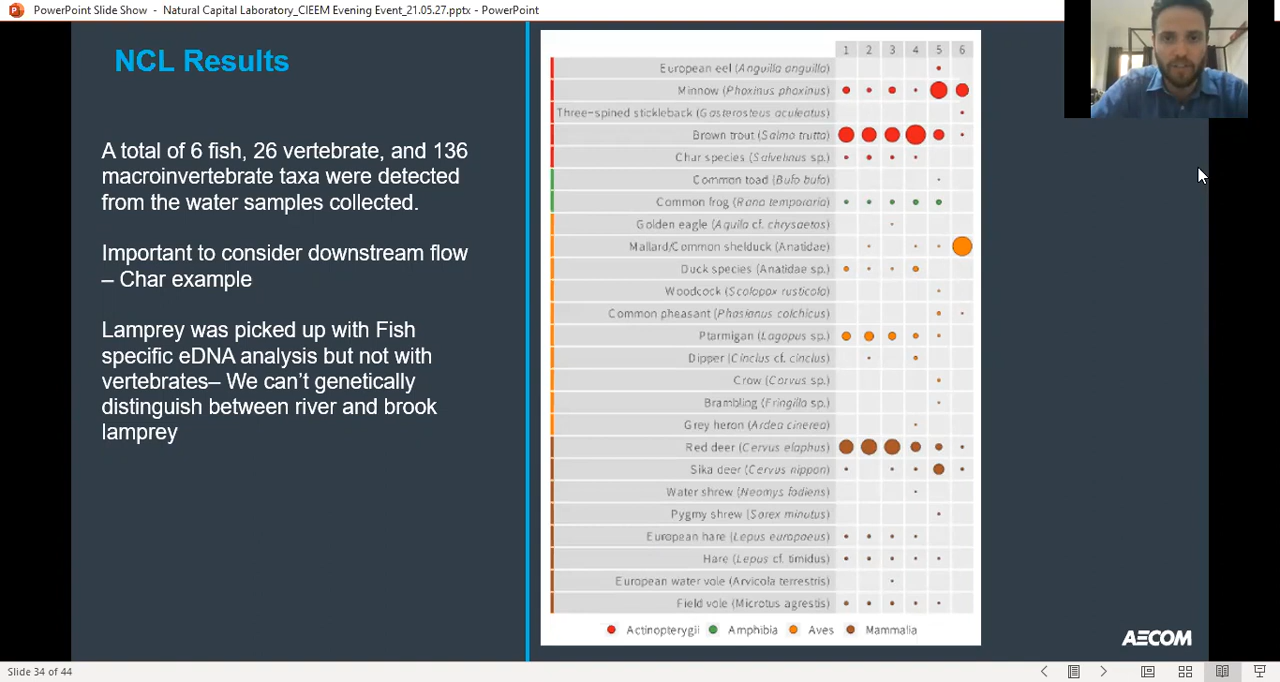 PowerPoint Slide Show - Natural Capital Laboratory_CIEEM Evening Event_21.05.27.pptx - PowerPoint
NCL Results
A total of 6 fish, 26 vertebrate, and 136
macroinvertebrate taxa were detected
from the water samples collected.
Important to consider downstream flow
– Char example
Lamprey was picked up with Fish
specific eDNA analysis but not with
vertebrates– We can't genetically
distinguish between river and brook
lamprey
1 2 3 4 5 6
European eel (Anguilla anguilla)
Minnow (Phoxinus phoxinus)
Three-spined stickleback (Gasterosteus aculeatus)
Brown trout (Salmo trutta)
Char species (Salvelinus sp.)
Common toad (Bufo bufo)
Common frog (Rana temporaria)
Golden eagle (Aquila cf. chrysaetos)
Mallard/Common shelduck (Anatidae)
Duck species (Anatidae sp.)
Woodcock (Scolopax rusticola)
Common pheasant (Phasianus colchicus)
Ptarmigan (Lagopus sp.)
Dipper (Cinclus cf. cinclus)
Crow (Corvus sp.)
Brambling (Fringilla sp.)
Grey heron (Ardea cinerea)
Red deer (Cervus elaphus)
Sika deer (Cervus nippon)
Water shrew (Neomys fodiens)
Pygmy shrew (Sorex minutus)
European hare (Lepus europaeus)
Hare (Lepus cf. timidus)
European water vole (Arvicola terrestris)
Field vole (Microtus agrestis)
Actinopterygii Amphibia Aves Mammalia
AECOM
Slide 34 of 44